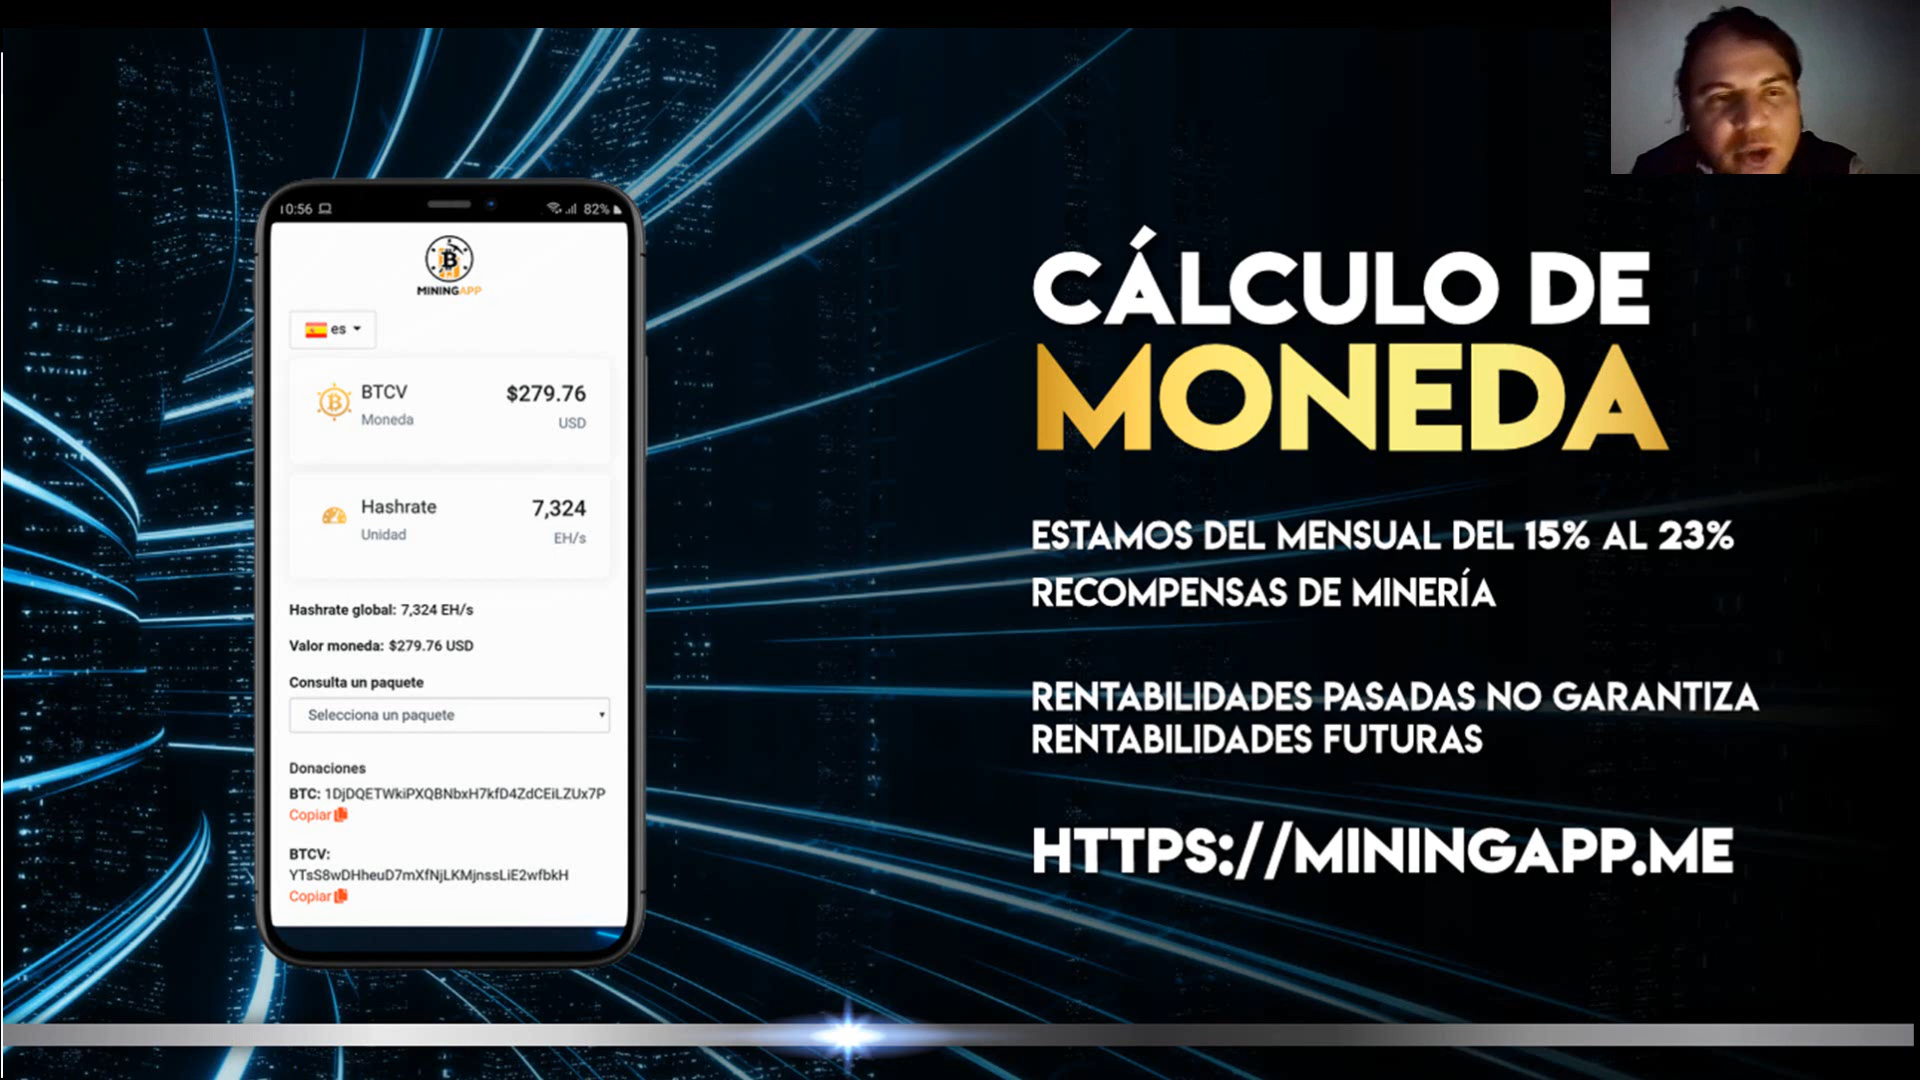 10:56
82%
MININGAPP
es
BTCV
$279.76
Moneda
USD
Hashrate
7,324
Unidad
EH/s
Hashrate global: 7,324 EH/s
Valor moneda: $279.76 USD
Consulta un paquete
Selecciona un paquete
Donaciones
BTC: 1DjDQETWkiPXQBNbxH7kfD4ZdCEiLZUx7P
Copiar
BTCV:
YTsS8wDHheuD7mXfNjLKMjnssLiE2wfbkH
Copiar
CÁLCULO DE
MONEDA
ESTAMOS DEL MENSUAL DEL 15% AL 23%
RECOMPENSAS DE MINERÍA
RENTABILIDADES PASADAS NO GARANTIZA
RENTABILIDADES FUTURAS
HTTPS://MININGAPP.ME